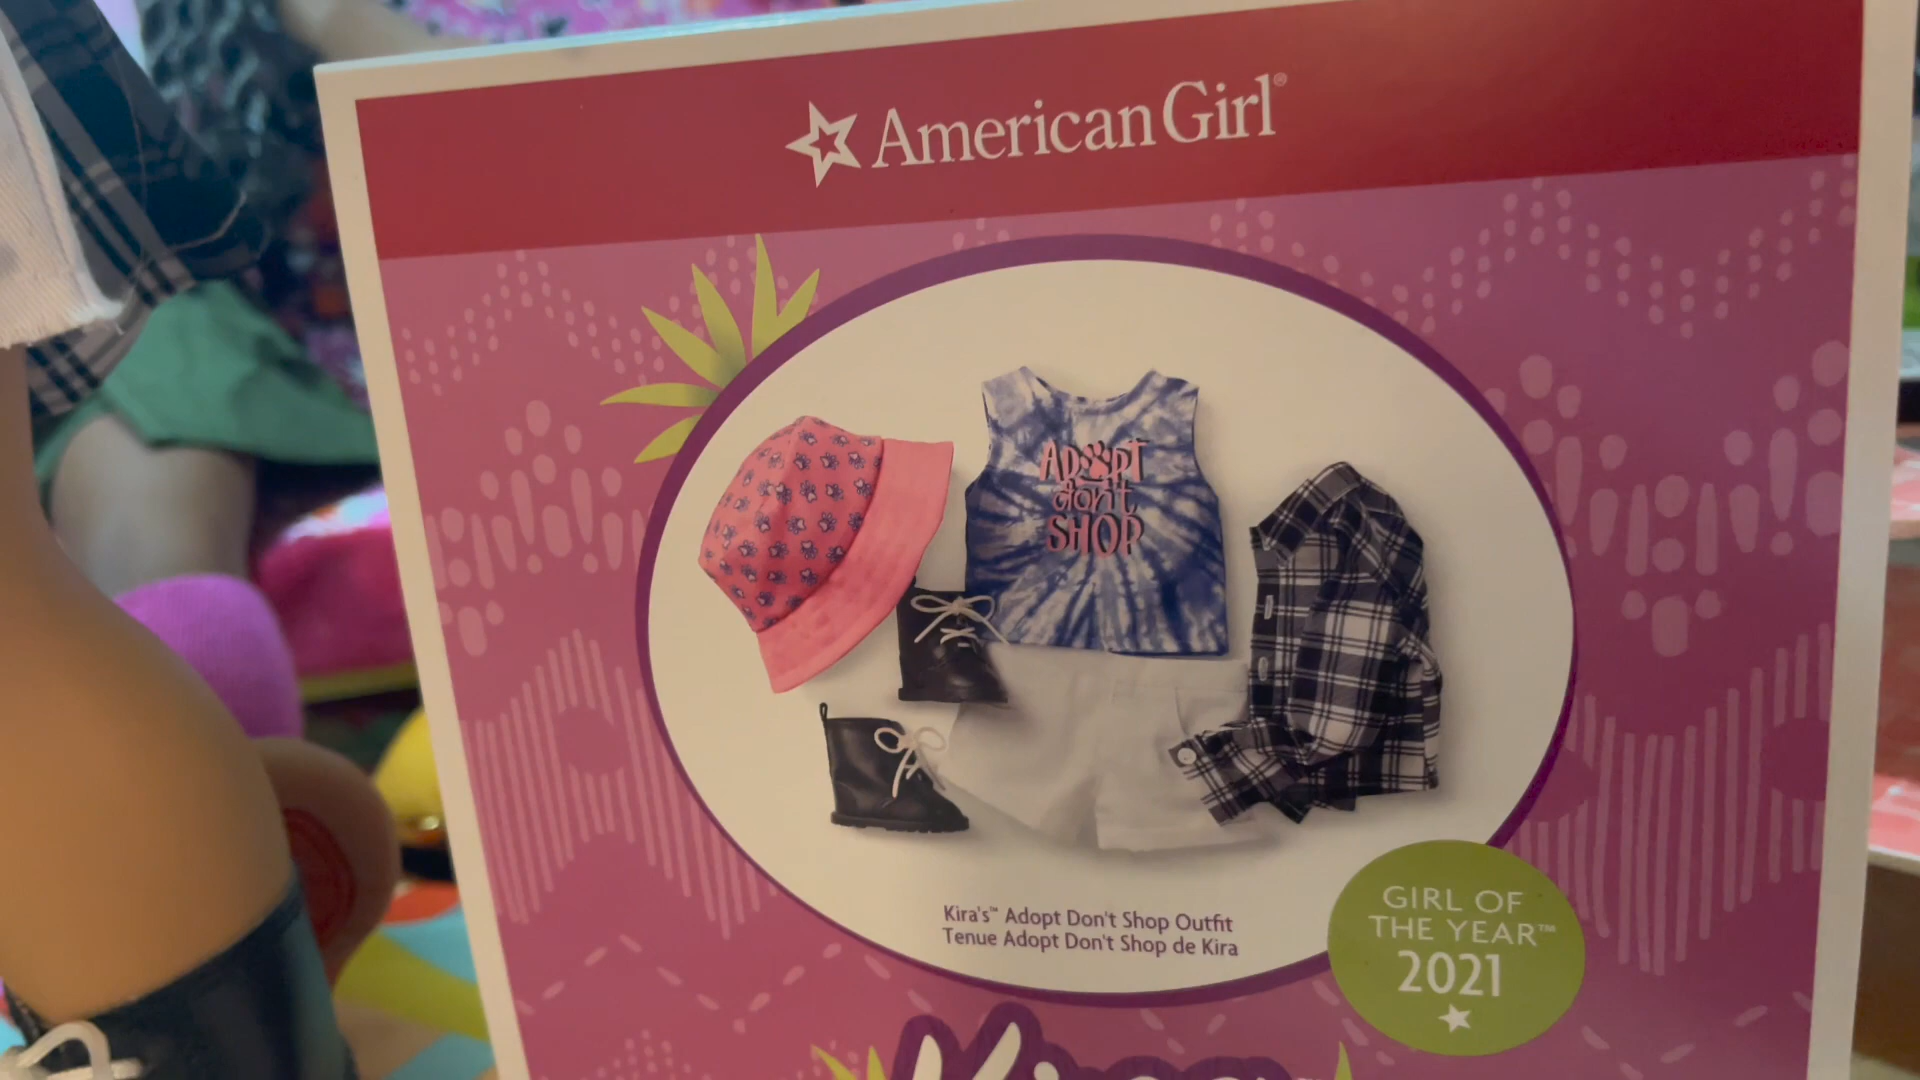 American Girl®
ADOPT
don't
SHOP
Kira's™ Adopt Don't Shop Outfit
Tenue Adopt Don't Shop de Kira
GIRL OF
THE YEAR™
2021